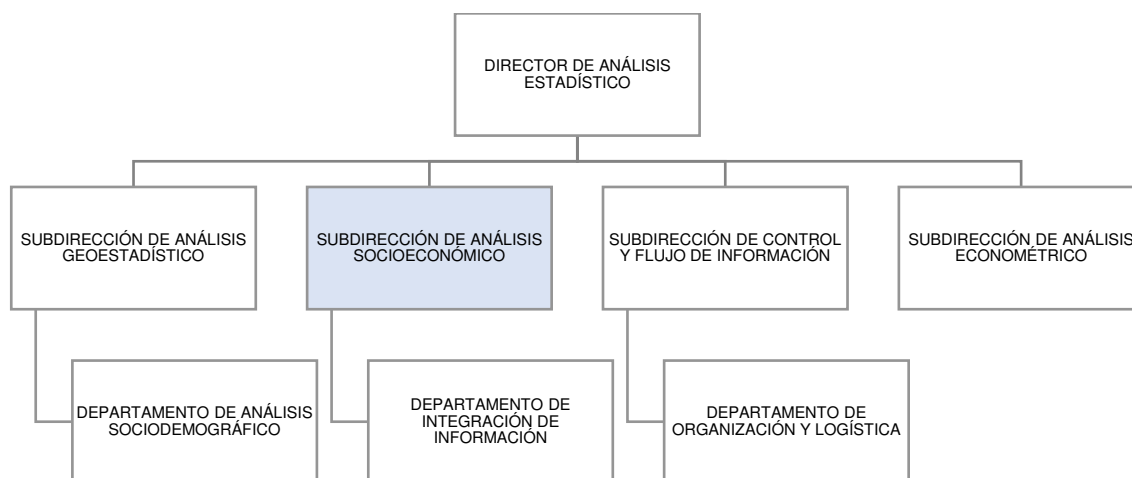 DIRECTOR DE ANÁLISIS
ESTADÍSTICO
SUBDIRECCIÓN DE ANÁLISIS
GEOESTADÍSTICO
SUBDIRECCIÓN DE ANÁLISIS
SOCIOECONÓMICO
SUBDIRECCIÓN DE CONTROL
Y FLUJO DE INFORMACIÓN
SUBDIRECCIÓN DE ANÁLISIS
ECONOMÉTRICO
DEPARTAMENTO DE ANÁLISIS
SOCIODEMOGRÁFICO
DEPARTAMENTO DE
INTEGRACIÓN DE
INFORMACIÓN
DEPARTAMENTO DE
ORGANIZACIÓN Y LOGÍSTICA